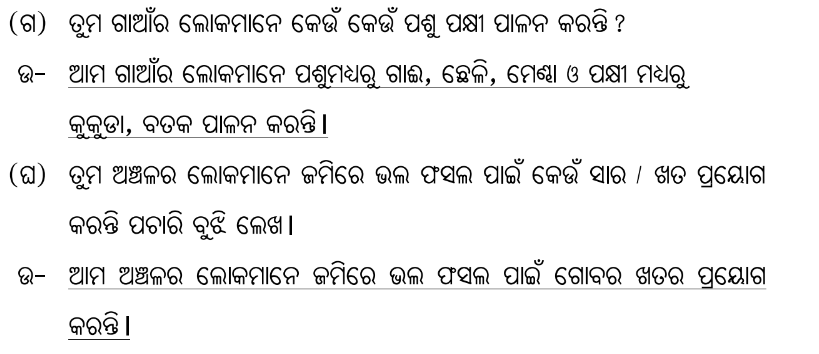 (ଗ) ତୁମ ଗାଆଁର ଲୋକମାନେ କେଉଁ କେଉଁ ପଶୁ ପକ୍ଷୀ ପାଳନ କରନ୍ତି ?
ଉ- ଆମ ଗାଆଁର ଲୋକମାନେ ପଶୁମଧ୍ୟରୁ ଗାଈ, ଛେଳି, ମେଣ୍ଢା ଓ ପକ୍ଷୀ ମଧ୍ୟରୁ
କୁକୁଡା, ବତକ ପାଳନ କରନ୍ତି।
(ଘ) ତୁମ ଅଞ୍ଚଳର ଲୋକମାନେ ଜମିରେ ଭଲ ଫସଲ ପାଇଁ କେଉଁ ସାର / ଖତ ପ୍ରୟୋଗ
କରନ୍ତି ପଚାରି ବୁଝି ଲେଖ।
ଉ- ଆମ ଅଞ୍ଚଳର ଲୋକମାନେ ଜମିରେ ଭଲ ଫସଲ ପାଇଁ ଗୋବର ଖତର ପ୍ରୟୋଗ
କରନ୍ତି।